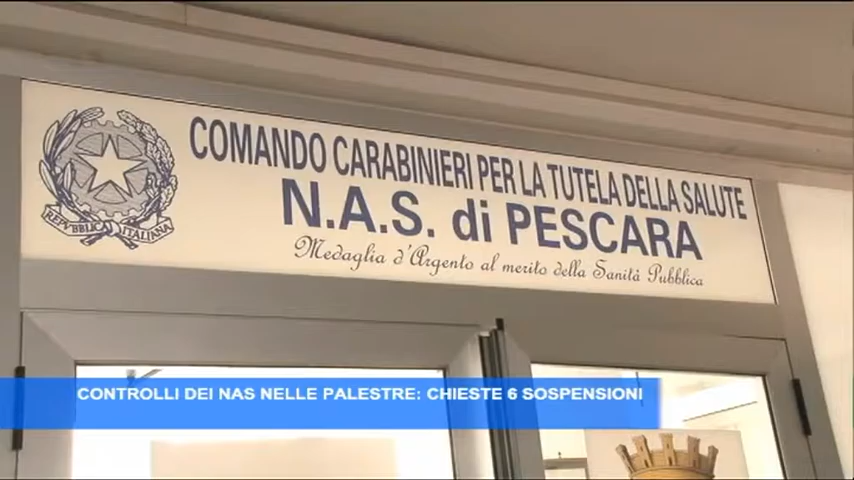 COMANDO CARABINIERI PER LA TUTELA DELLA SALUTE
N.A.S. di PESCARA
Medaglia d'Argento al merito della Sanità Pubblica
REPVBBLICA ITALIANA
CONTROLLI DEI NAS NELLE PALESTRE: CHIESTE 6 SOSPENSIONI